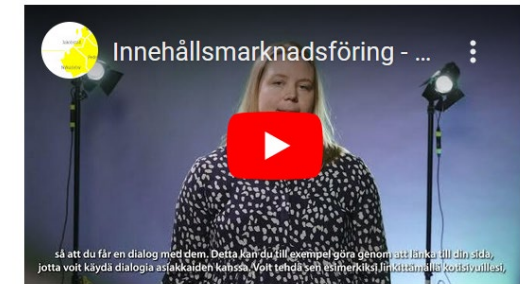 Innehållsmarknadsföring - ...
så att du får en dialog med dem. Detta kan du till exempel göra genom att länka till din sida,
jotta voit käydä dialogia asiakkaiden kanssa. Voit tehdä sen esimerkiksi linkittämällä kotisivuillesi,